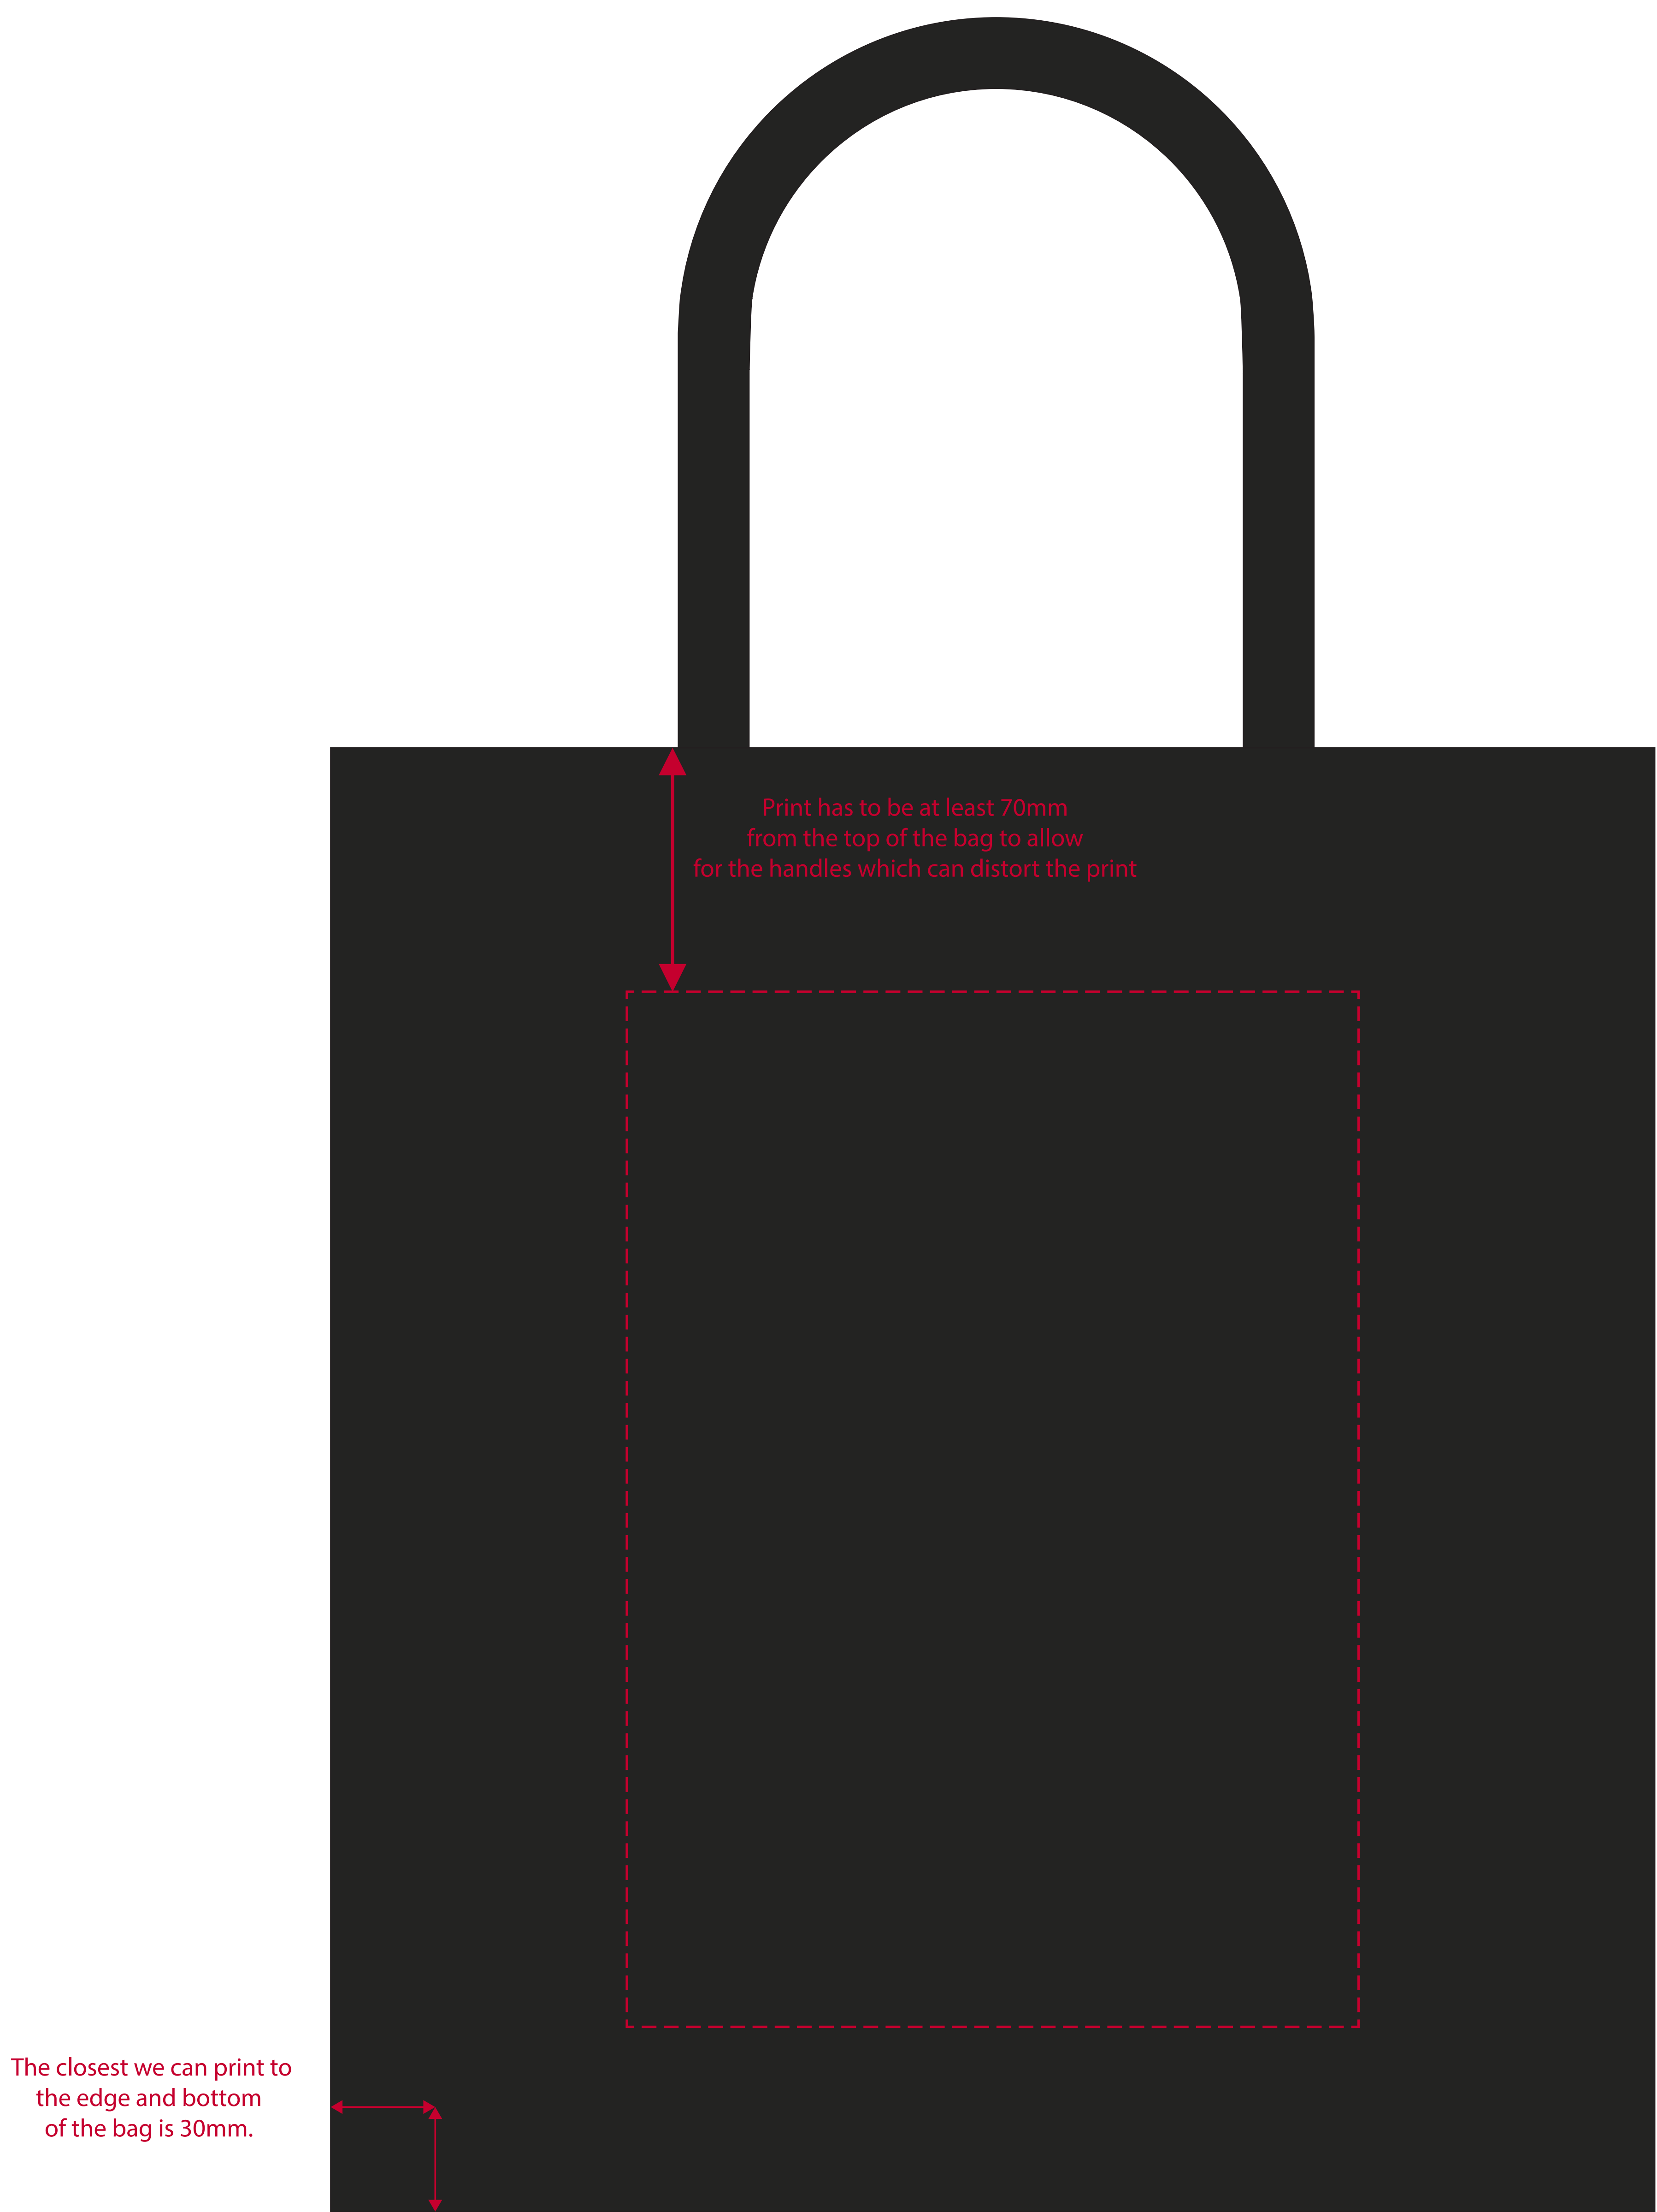 Print has to be at least 70mm
from the top of the bag to allow
for the handles which can distort the print
The closest we can print to
the edge and bottom
of the bag is 30mm.